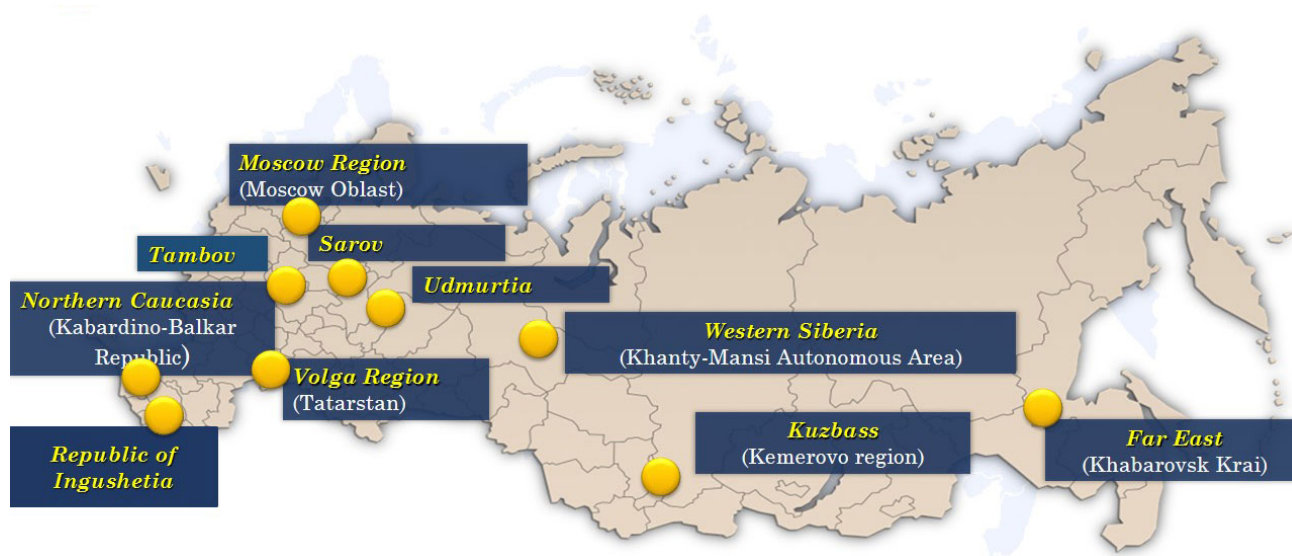 Moscow Region
(Moscow Oblast)
Sarov
Tambov
Udmurtia
Northern Caucasia
(Kabardino-Balkar
Republic)
Western Siberia
(Khanty-Mansi Autonomous Area)
Volga Region
(Tatarstan)
Kuzbass
(Kemerovo region)
Far East
(Khabarovsk Krai)
Republic of
Ingushetia